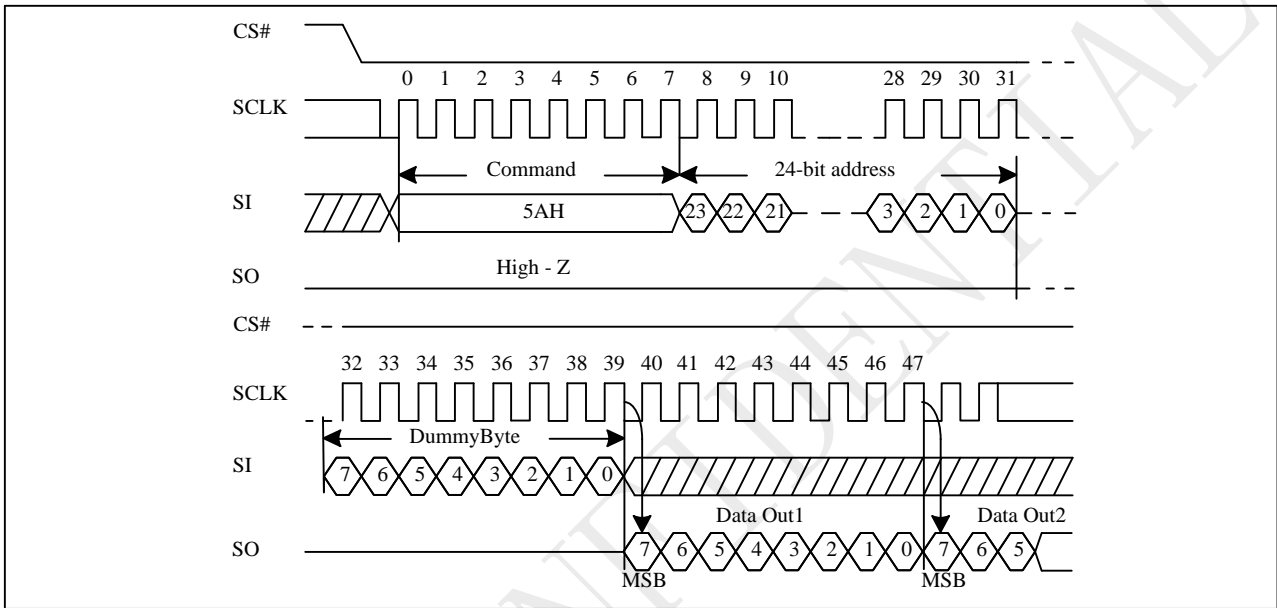 CS#
0 1 2 3 4 5 6 7 8 9 10 28 29 30 31
SCLK
Command 24-bit address
SI 5AH 23 22 21 3 2 1 0
SO High - Z
CS#
32 33 34 35 36 37 38 39 40 41 42 43 44 45 46 47
SCLK
DummyByte
SI 7 6 5 4 3 2 1 0
Data Out1 Data Out2
SO 7 6 5 4 3 2 1 0 7 6 5
MSB MSB